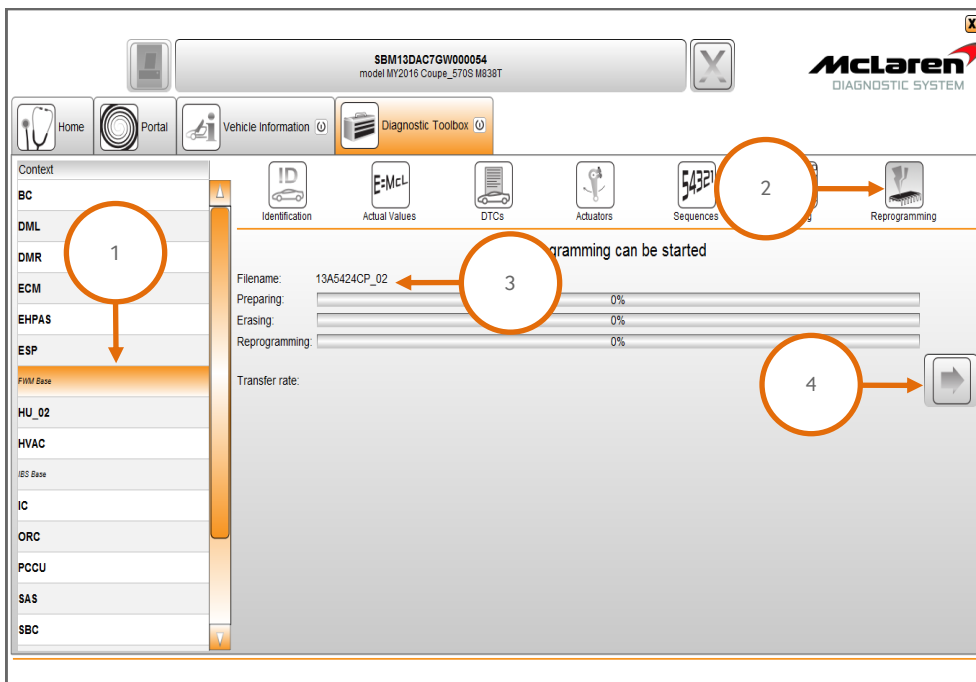 X
SBM13DAC7GW000054
model MY2016 Coupe_570S M838T
X
McLaren
DIAGNOSTIC SYSTEM
Home
Portal
Vehicle Information
Diagnostic Toolbox
Context
BC
DML
DMR
ECM
EHPAS
ESP
FWM Base
HU_02
HVAC
IBS Base
IC
ORC
PCCU
SAS
SBC
1
ID
Identification
E=McL
Actual Values
DTCs
Actuators
54321
Sequences
2
Reprogramming
gramming can be started
Filename: 13A5424CP_02
3
Preparing: 0%
Erasing: 0%
Reprogramming: 0%
Transfer rate:
4